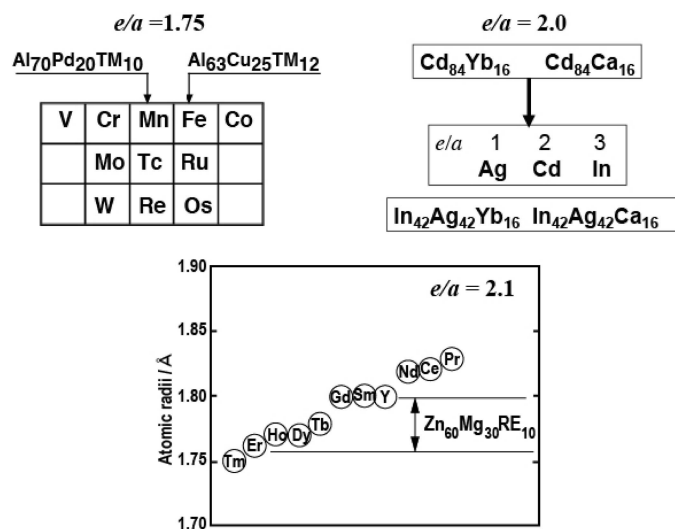 e/a =1.75
Al70Pd20TM10 Al63Cu25TM12
V Cr Mn Fe Co
Mo Tc Ru
W Re Os
e/a = 2.0
Cd84Yb16 Cd84Ca16
e/a 1 2 3
Ag Cd In
In42Ag42Yb16 In42Ag42Ca16
1.90
e/a = 2.1
1.85
Nd Ce Pr
1.80
Gd Sm Y
Atomic radii / Å
Zn60Mg30RE10
Tm Er Ho Dy Tb
1.75
1.70